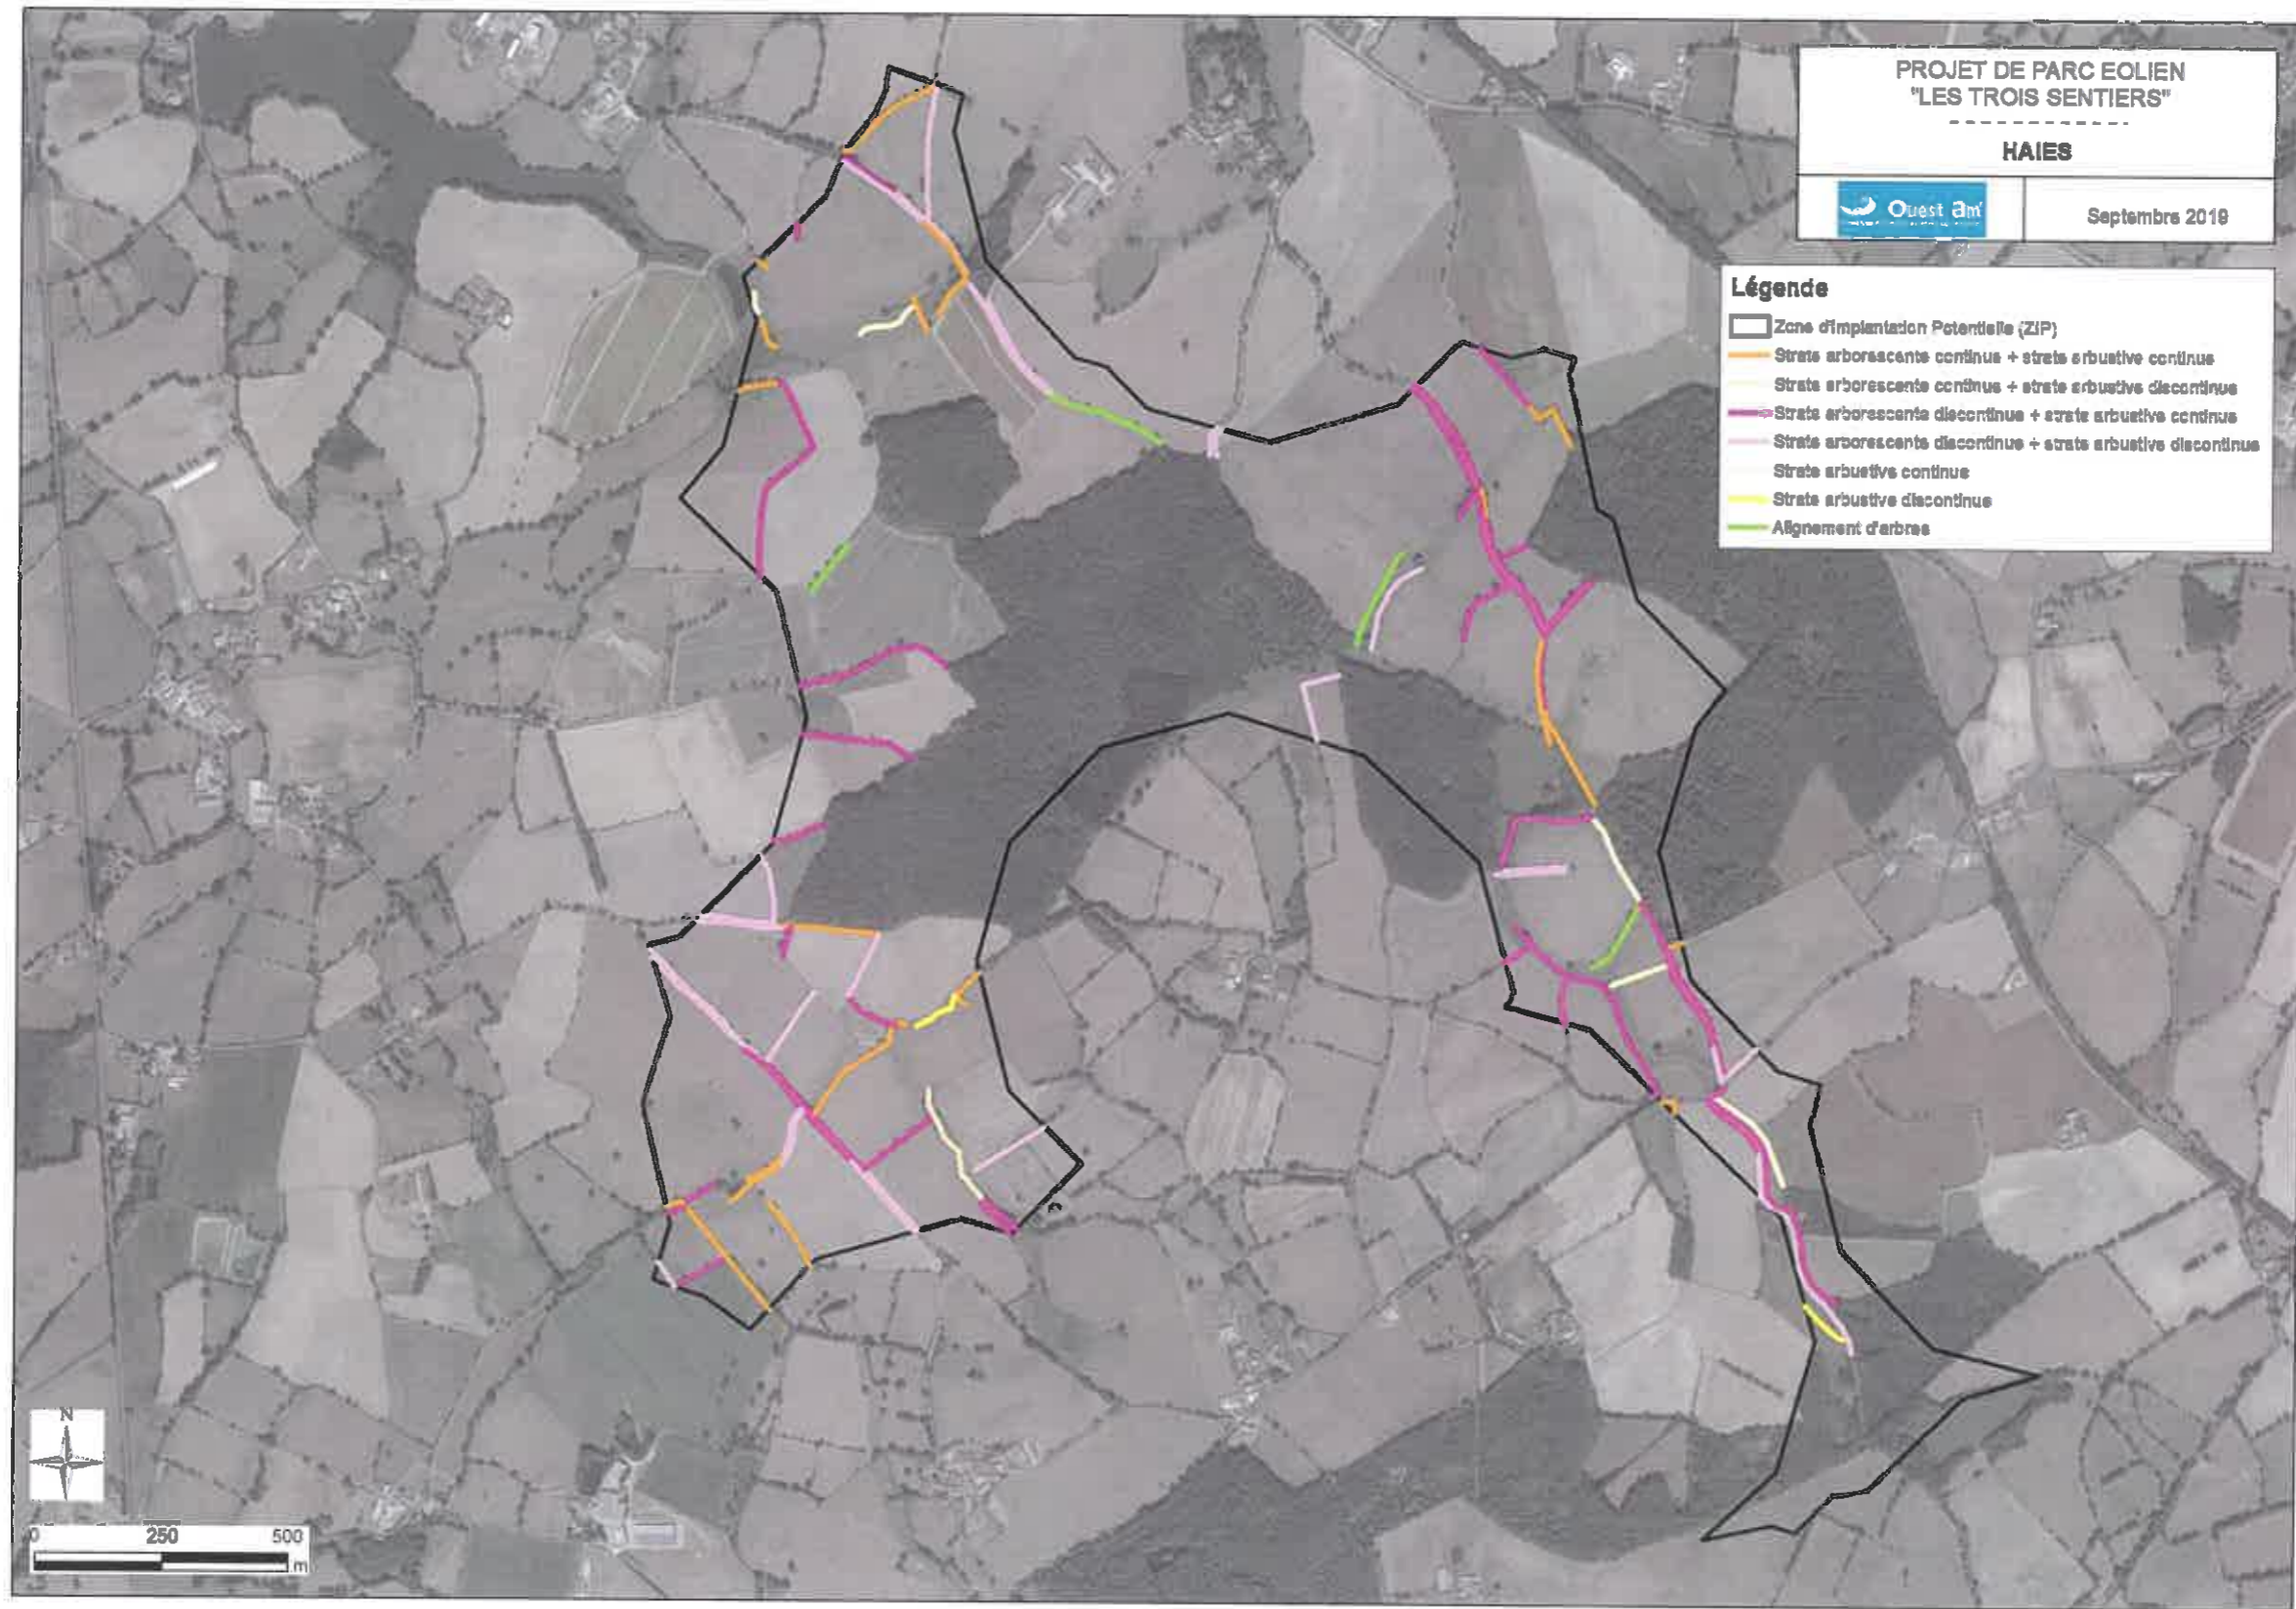 PROJET DE PARC EOLIEN
"LES TROIS SENTIERS"
HAIES
Ouest am'
Septembre 2019
Légende
Zone d'Implantation Potentielle (ZIP)
Strate arborescente continue + strate arbustive continue
Strate arborescente continue + strate arbustive discontinue
Strate arborescente discontinue + strate arbustive continue
Strate arborescente discontinue + strate arbustive discontinue
Strate arbustive continue
Strate arbustive discontinue
Alignement d'arbres
N
0 250 500
m